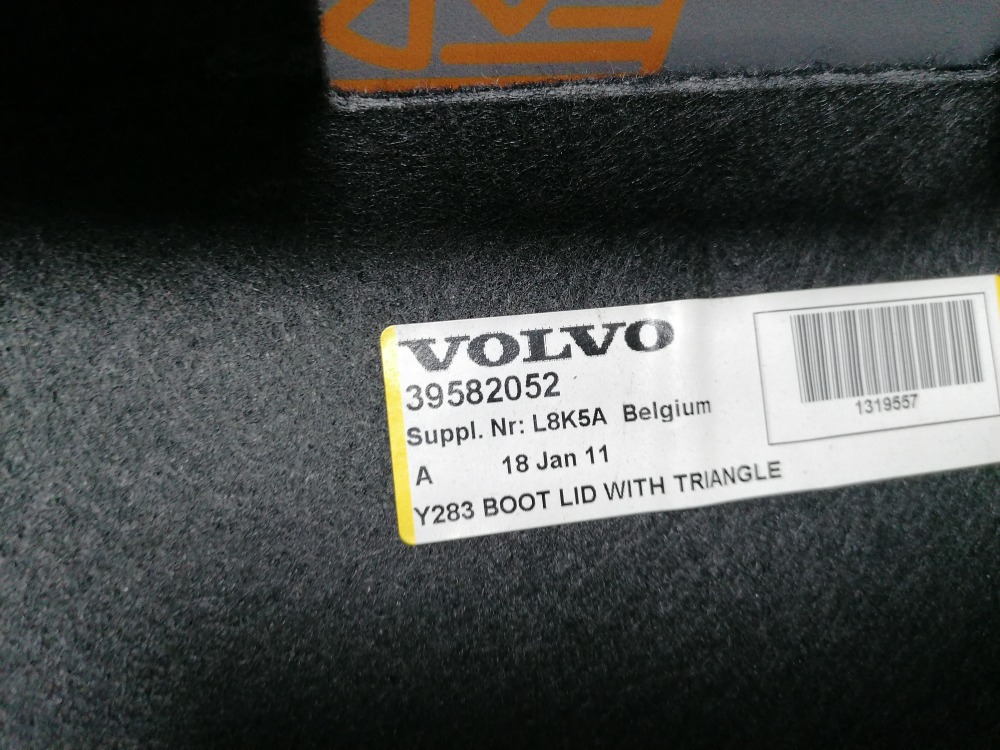 VOLVO
39582052
Suppl. Nr: L8K5A Belgium
A 18 Jan 11
Y283 BOOT LID WITH TRIANGLE
1319557